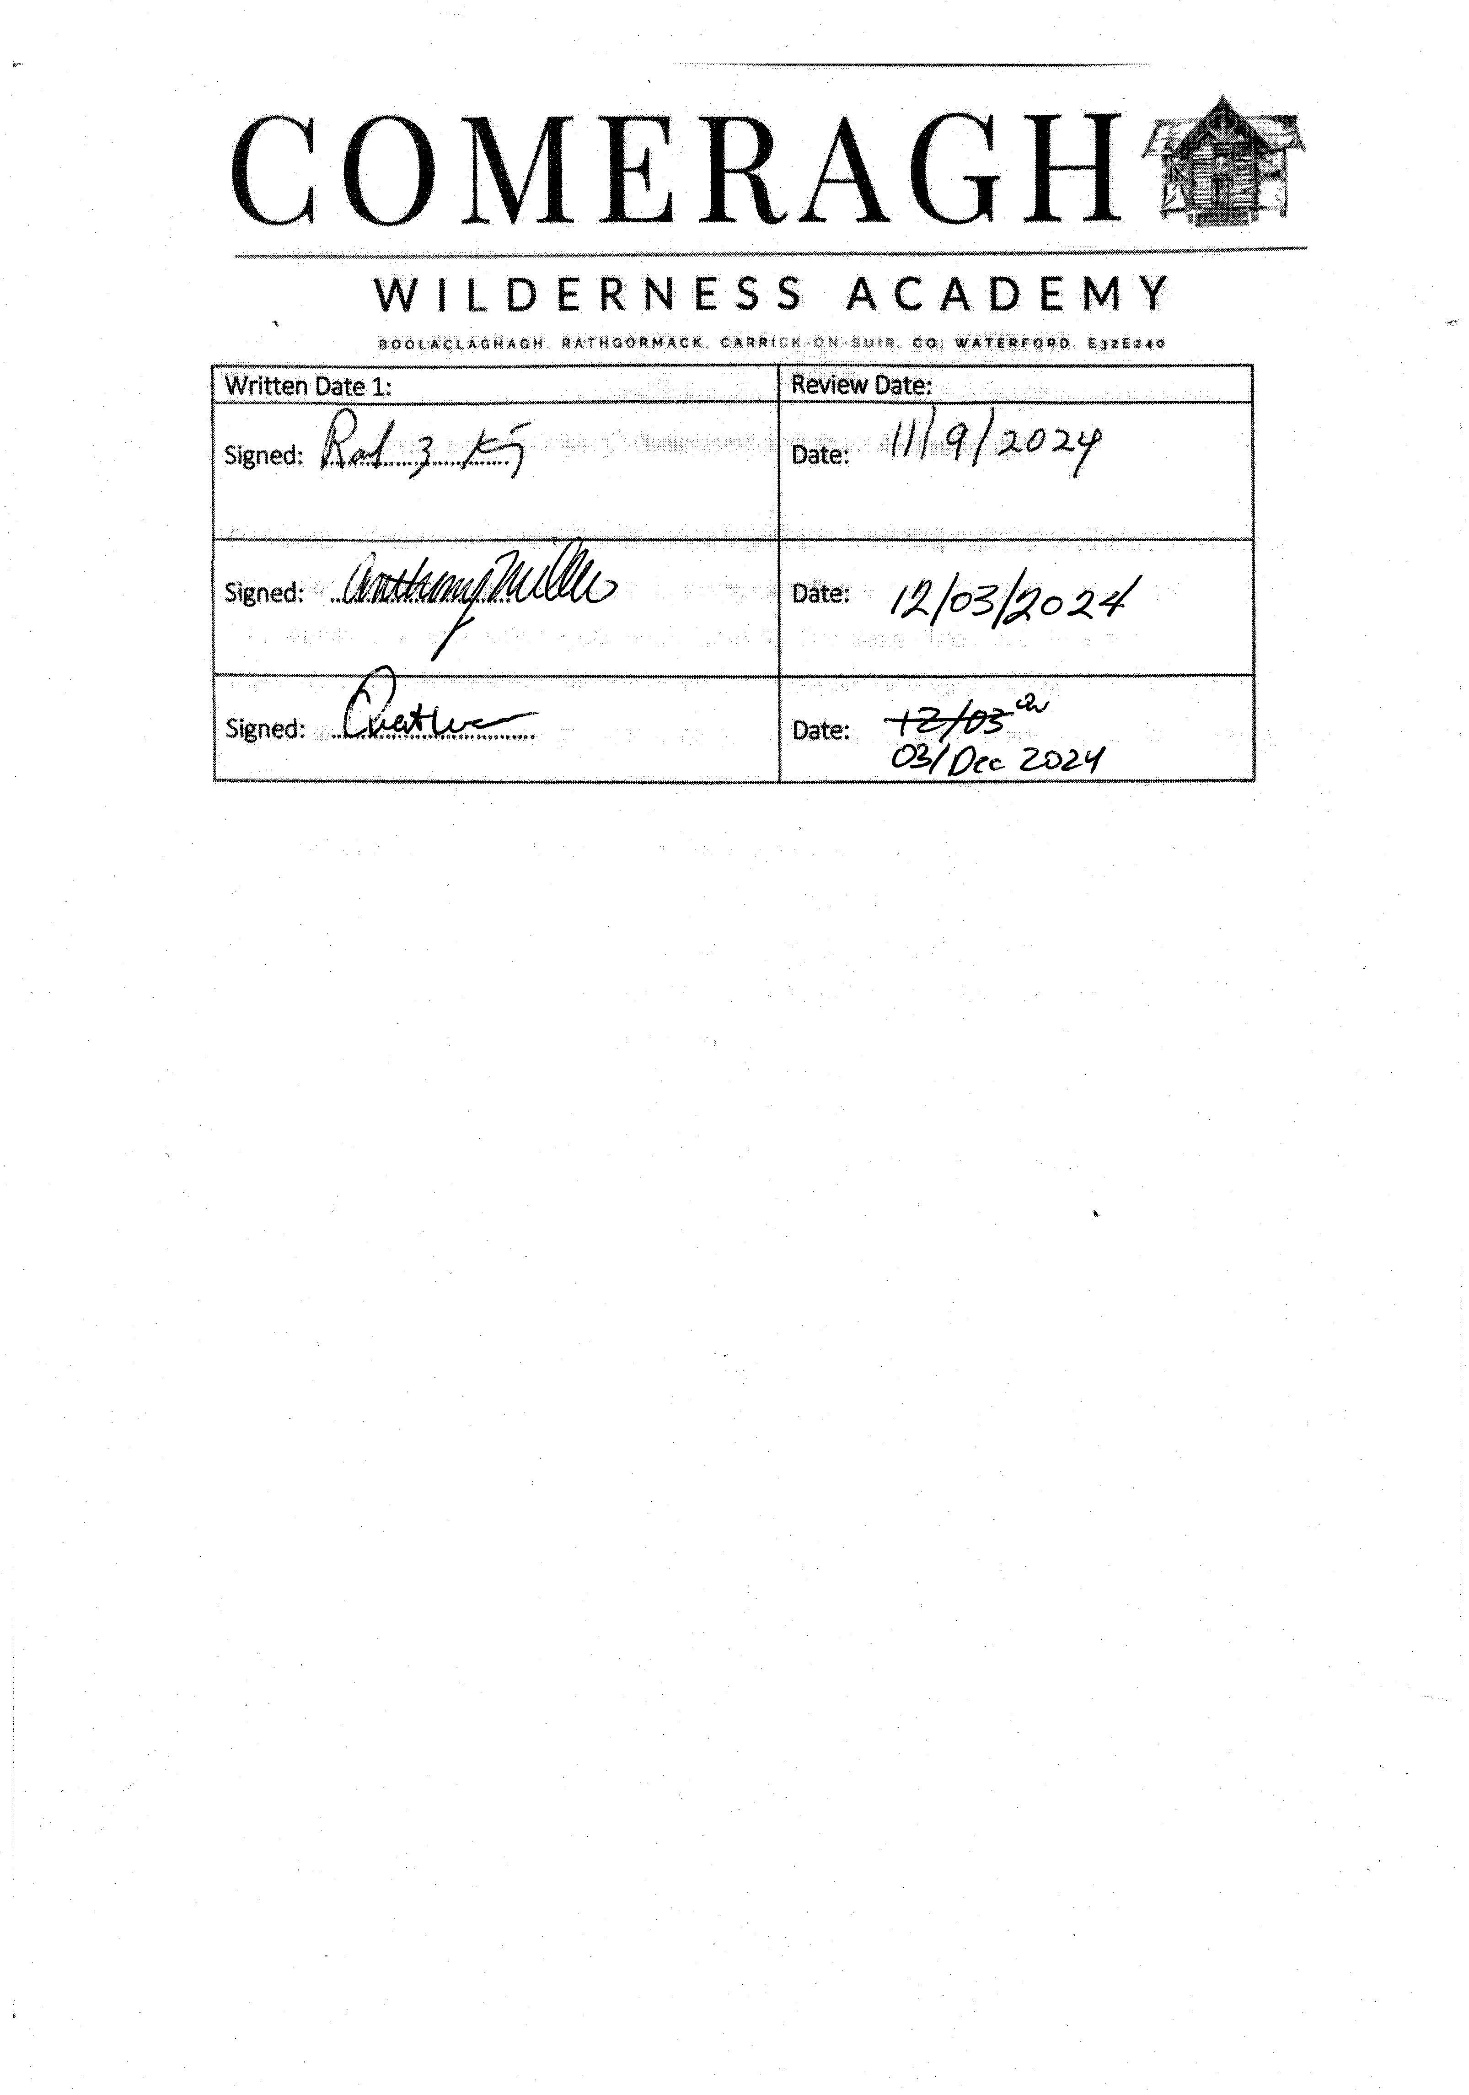 COMERAGH
WILDERNESS ACADEMY
BOOLACLAGHAGH, RATHGORMACK, CARRICK-ON-SUIR, CO, WATERFORD, E32E240
Written Date 1: Review Date:
Signed: Date: 11/9/2024
Signed: Anthony Date: 12/03/2024
Signed: Date: 12/03
03/Dec 2024